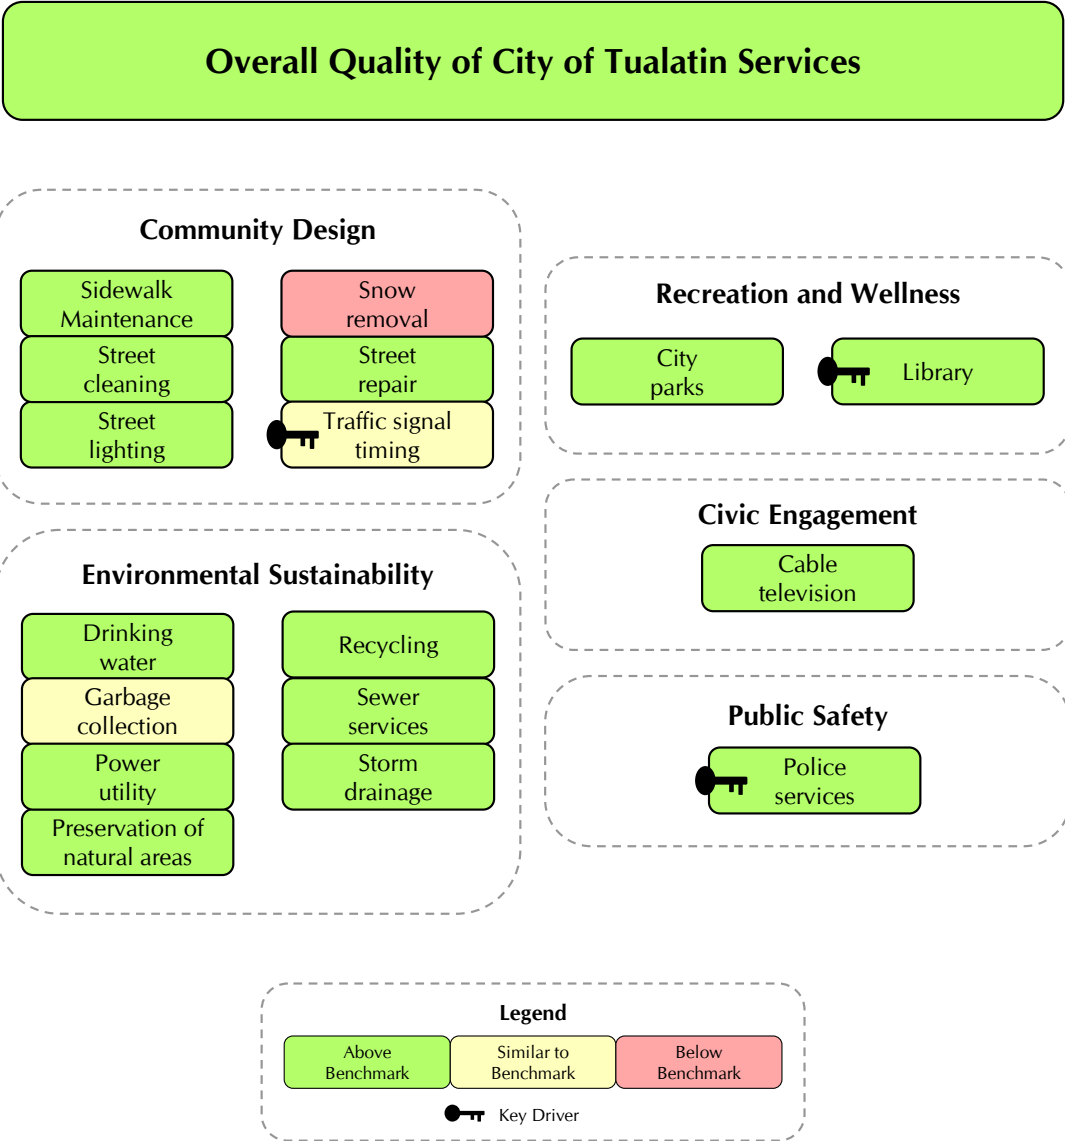 Overall Quality of City of Tualatin Services
Community Design
Sidewalk
Maintenance
Street
cleaning
Street
lighting
Snow
removal
Street
repair
Traffic signal
timing
Environmental Sustainability
Drinking
water
Garbage
collection
Power
utility
Preservation of
natural areas
Recycling
Sewer
services
Storm
drainage
Recreation and Wellness
City
parks
Library
Civic Engagement
Cable
television
Public Safety
Police
services
Legend
Above
Benchmark
Similar to
Benchmark
Below
Benchmark
Key Driver